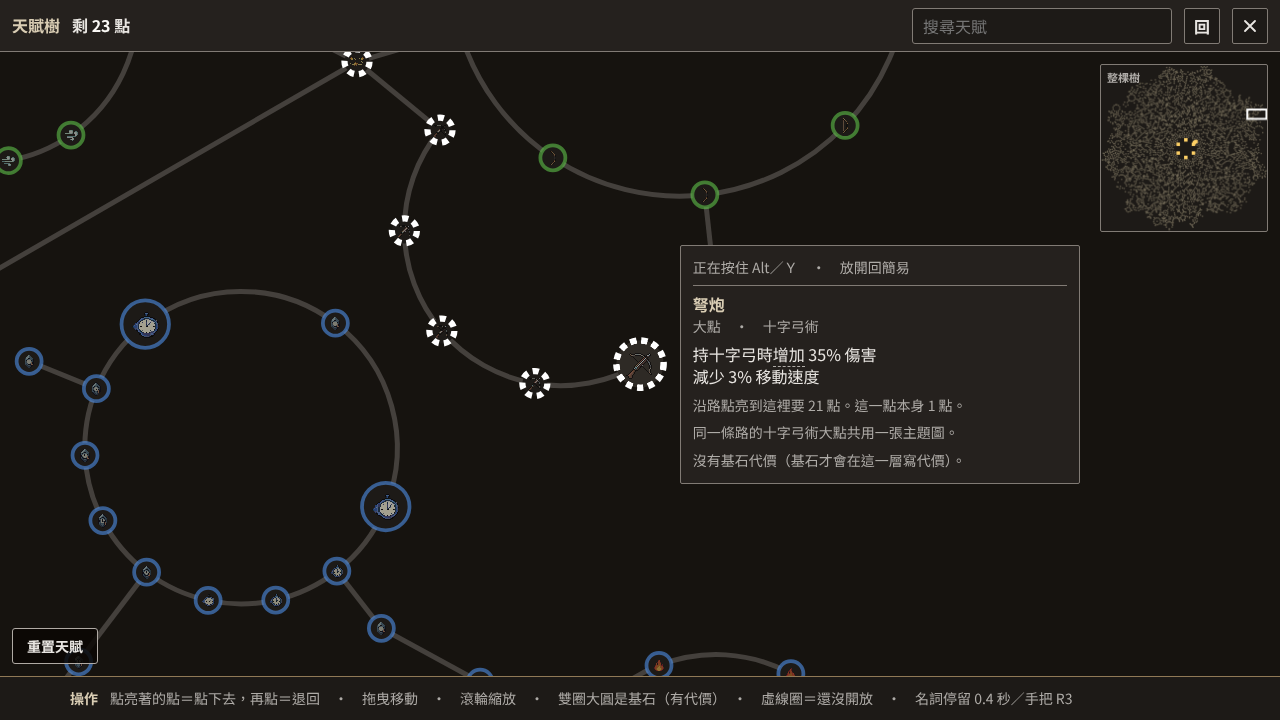 天賦樹 剩 23 點
搜尋天賦
回
整棵樹
正在按住 Alt／Y ・ 放開回簡易
弩炮
大點 ・ 十字弓術
持十字弓時增加 35% 傷害
減少 3% 移動速度
沿路點亮到這裡要 21 點。這一點本身 1 點。
同一條路的十字弓術大點共用一張主題圖。
沒有基石代價（基石才會在這一層寫代價）。
重置天賦
操作 點亮著的點＝點下去，再點＝退回 ・ 拖曳移動 ・ 滾輪縮放 ・ 雙圈大圓是基石（有代價） ・ 虛線圈＝還沒開放 ・ 名詞停留 0.4 秒／手把 R3